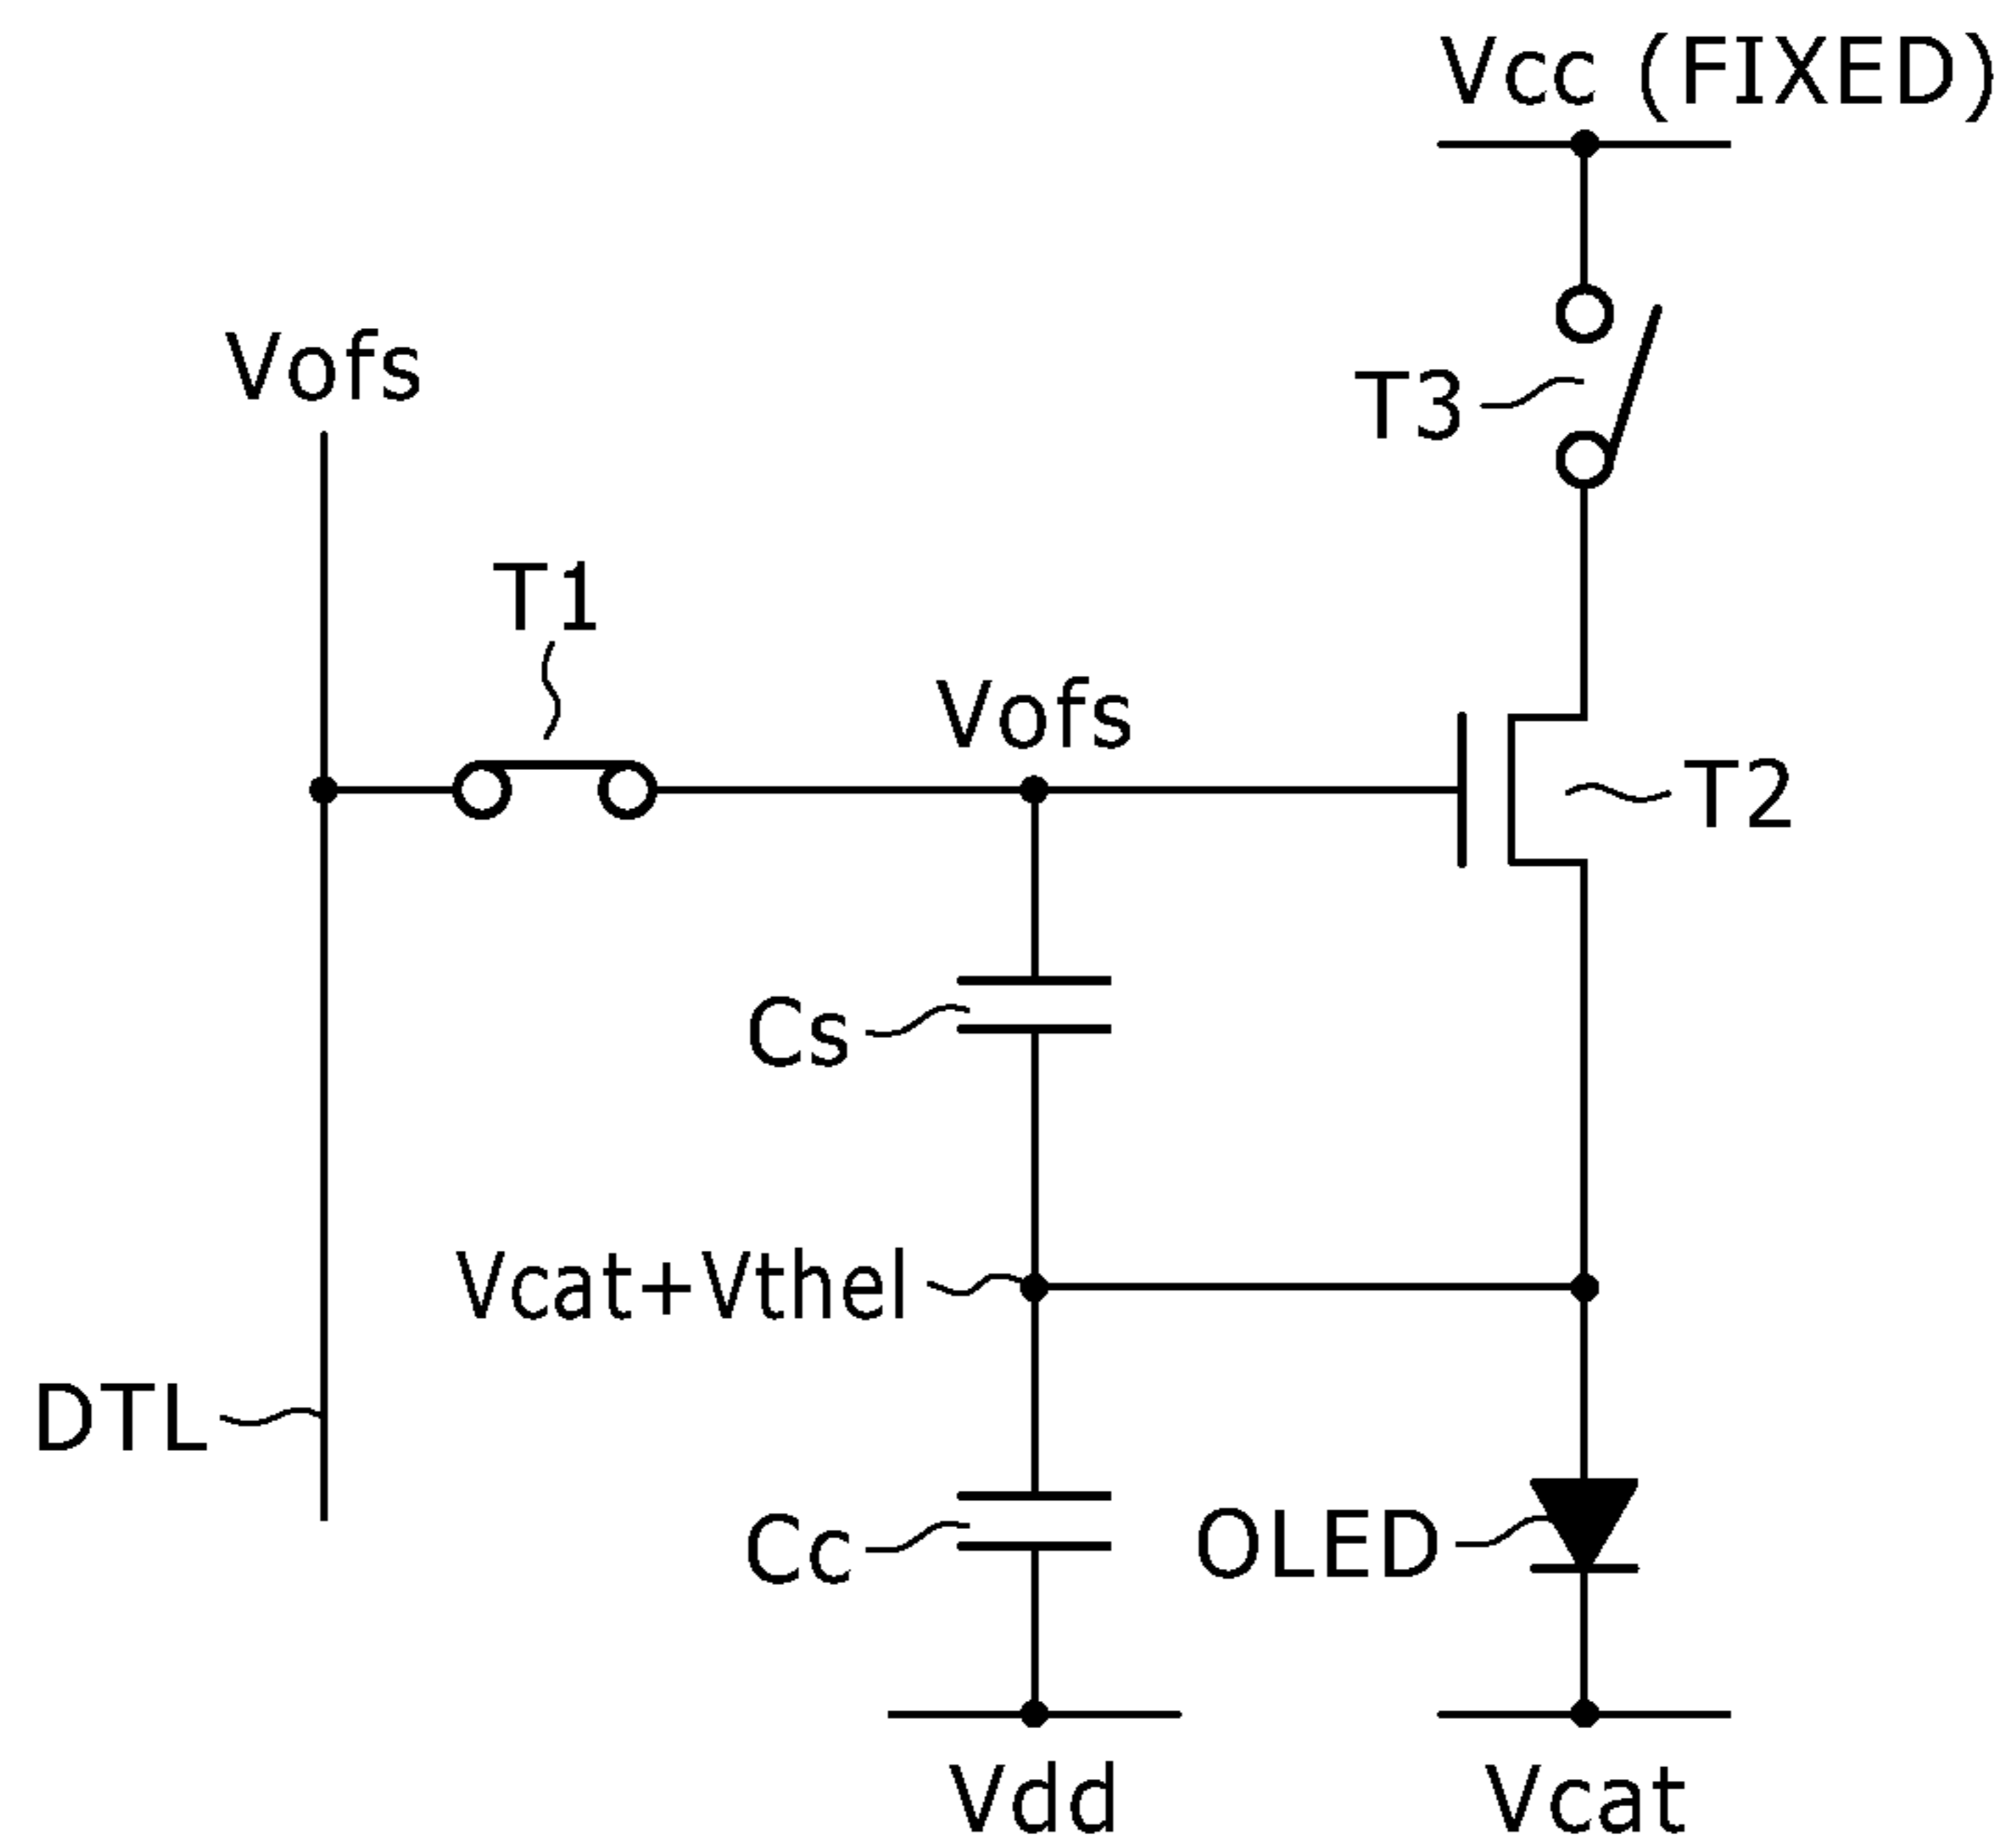 Vcc (FIXED)
Vofs
T3
T1
Vofs
T2
Cs
Vcat+Vthel
DTL
Cc
OLED
Vdd
Vcat